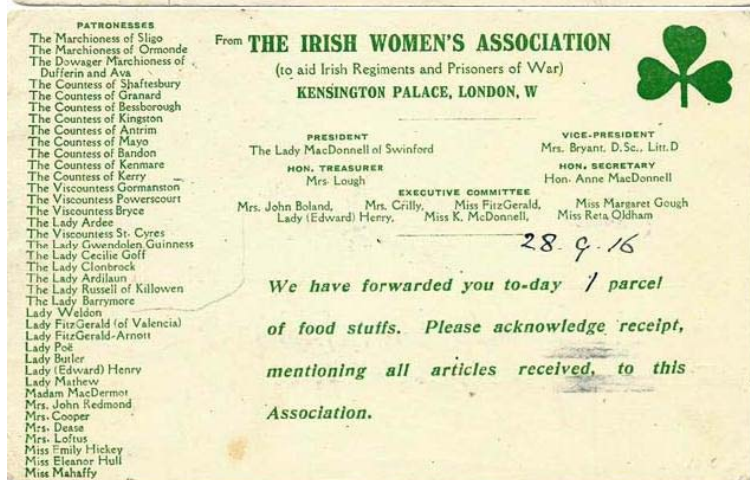 PATRONESSES
The Marchioness of Sligo
The Marchioness of Ormonde
The Dowager Marchioness of
Dufferin and Ava
The Countess of Shaftesbury
The Countess of Granard
The Countess of Bessborough
The Countess of Kingston
The Countess of Antrim
The Countess of Mayo
The Countess of Bandon
The Countess of Kenmare
The Countess of Kerry
The Viscountess Gormanston
The Viscountess Powerscourt
The Viscountess Bryce
The Lady Ardee
The Viscountess St. Cyres
The Lady Gwendolen Guinness
The Lady Cecilie Goff
The Lady Clonbrock
The Lady Ardilaun
The Lady Russell of Killowen
The Lady Barrymore
Lady Weldon
Lady FitzGerald (of Valencia)
Lady FitzGerald-Arnott
Lady Poë
Lady Butler
Lady (Edward) Henry
Lady Mathew
Madam MacDermot
Mrs. John Redmond
Mrs. Cooper
Mrs. Dease
Mrs. Loftus
Miss Emily Hickey
Miss Eleanor Hull
Miss Mahaffy
From THE IRISH WOMEN'S ASSOCIATION
(to aid Irish Regiments and Prisoners of War)
KENSINGTON PALACE, LONDON, W
PRESIDENT
The Lady MacDonnell of Swinford
VICE-PRESIDENT
Mrs. Bryant, D.Sc., Litt.D
HON. TREASURER
Mrs. Lough
HON. SECRETARY
Hon. Anne MacDonnell
EXECUTIVE COMMITTEE
Mrs. John Boland, Mrs. Crilly, Miss FitzGerald, Miss Margaret Gough
Lady (Edward) Henry, Miss K. McDonnell, Miss Reta Oldham
28.9.16
We have forwarded you to-day 1 parcel
of food stuffs. Please acknowledge receipt,
mentioning all articles received, to this
Association.